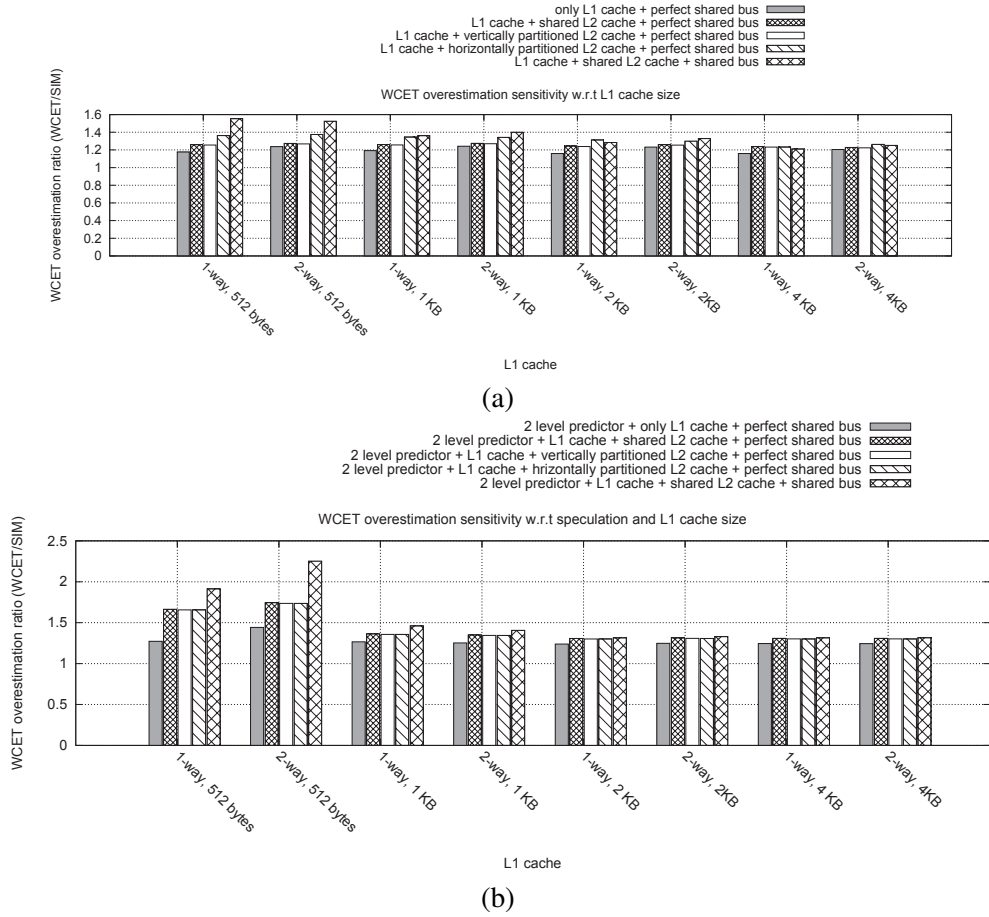 only L1 cache + perfect shared bus
L1 cache + shared L2 cache + perfect shared bus
L1 cache + vertically partitioned L2 cache + perfect shared bus
L1 cache + horizontally partitioned L2 cache + perfect shared bus
L1 cache + shared L2 cache + shared bus
WCET overestimation sensitivity w.r.t L1 cache size
WCET overestimation ratio (WCET/SIM)
1.6
1.4
1.2
1
0.8
0.6
0.4
0.2
0
1-way, 512 bytes
2-way, 512 bytes
1-way, 1 KB
2-way, 1 KB
1-way, 2 KB
2-way, 2KB
1-way, 4 KB
2-way, 4KB
L1 cache
(a)
2 level predictor + only L1 cache + perfect shared bus
2 level predictor + L1 cache + shared L2 cache + perfect shared bus
2 level predictor + L1 cache + vertically partitioned L2 cache + perfect shared bus
2 level predictor + L1 cache + hrizontally partitioned L2 cache + perfect shared bus
2 level predictor + L1 cache + shared L2 cache + shared bus
WCET overestimation sensitivity w.r.t speculation and L1 cache size
WCET overestimation ratio (WCET/SIM)
2.5
2
1.5
1
0.5
0
1-way, 512 bytes
2-way, 512 bytes
1-way, 1 KB
2-way, 1 KB
1-way, 2 KB
2-way, 2KB
1-way, 4 KB
2-way, 4KB
L1 cache
(b)